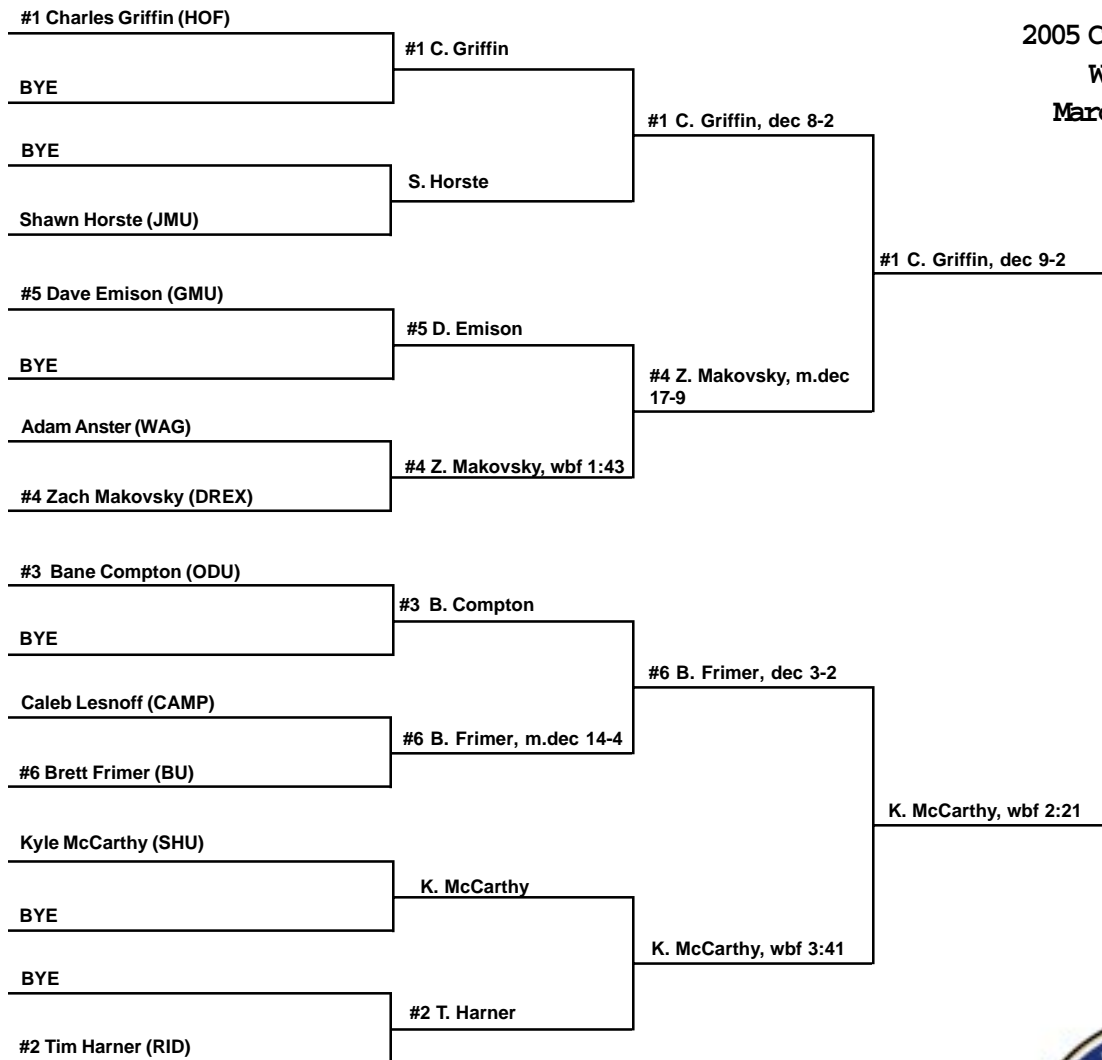 #1 Charles Griffin (HOF)
2005 C
#1 C. Griffin
W
BYE
Marc
#1 C. Griffin, dec 8-2
BYE
S. Horste
Shawn Horste (JMU)
#1 C. Griffin, dec 9-2
#5 Dave Emison (GMU)
#5 D. Emison
BYE
#4 Z. Makovsky, m.dec
17-9
Adam Anster (WAG)
#4 Z. Makovsky, wbf 1:43
#4 Zach Makovsky (DREX)
#3 Bane Compton (ODU)
#3 B. Compton
BYE
#6 B. Frimer, dec 3-2
Caleb Lesnoff (CAMP)
#6 B. Frimer, m.dec 14-4
#6 Brett Frimer (BU)
K. McCarthy, wbf 2:21
Kyle McCarthy (SHU)
K. McCarthy
BYE
K. McCarthy, wbf 3:41
BYE
#2 T. Harner
#2 Tim Harner (RID)